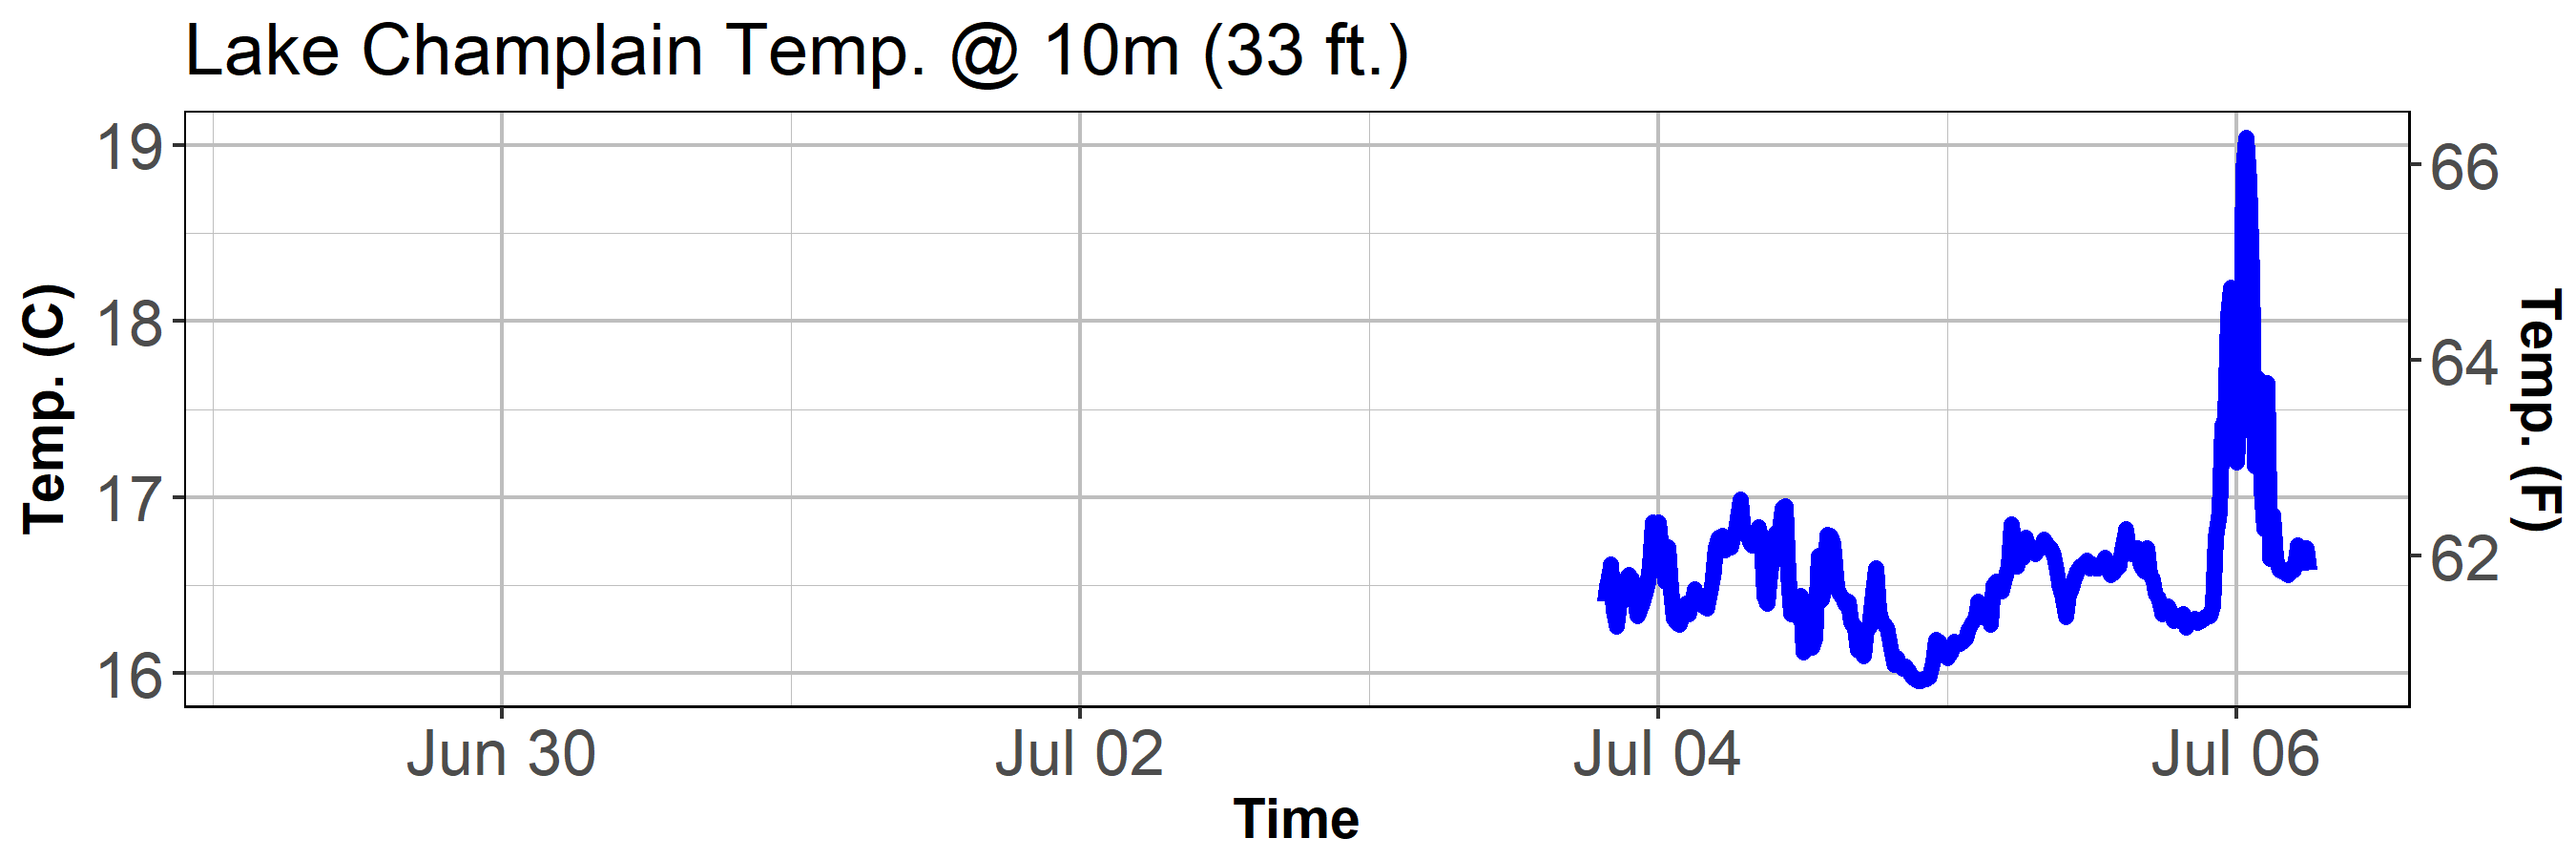 Lake Champlain Temp. @ 10m (33 ft.)
19
18
17
16
Temp. (C)
66
64
62
Temp. (F)
Jun 30
Jul 02
Jul 04
Jul 06
Time